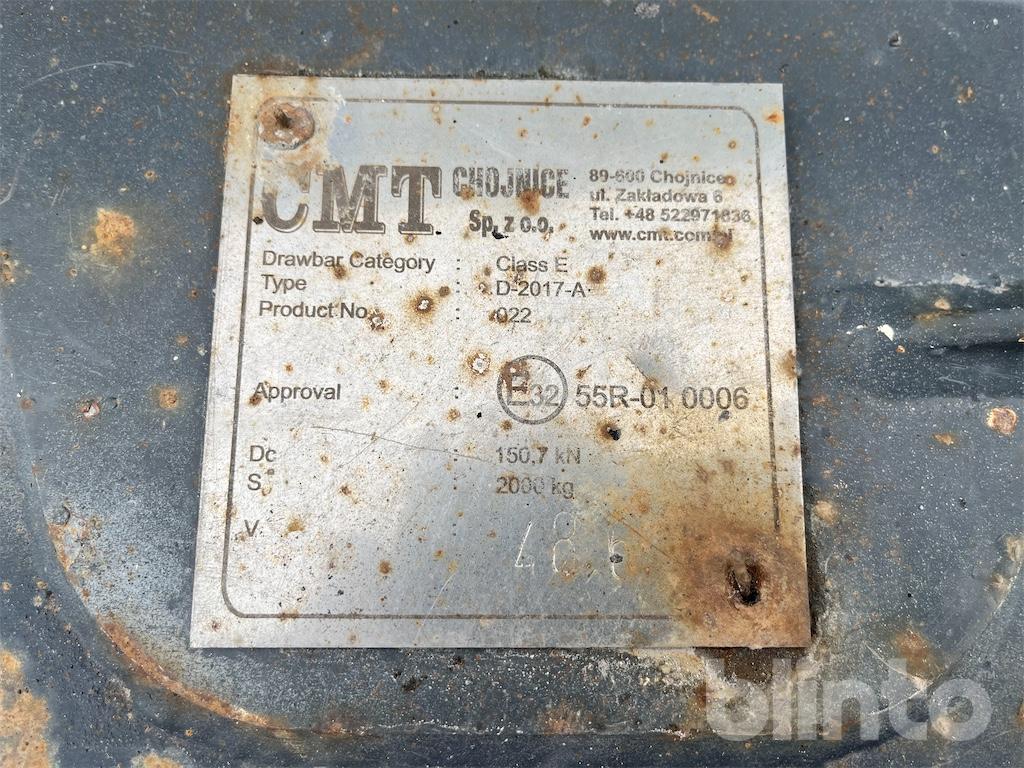 CMT CHOJNICE Sp. z o.o.
89-600 Chojnice
ul. Zakładowa 6
Tel. +48 522971836
www.cmt.com.pl
Drawbar Category : Class E
Type : D-2017-A
Product No. : 022
Approval : E32 55R-01 0006
Dc : 150,7 kN
S : 2000 kg
V
blinto